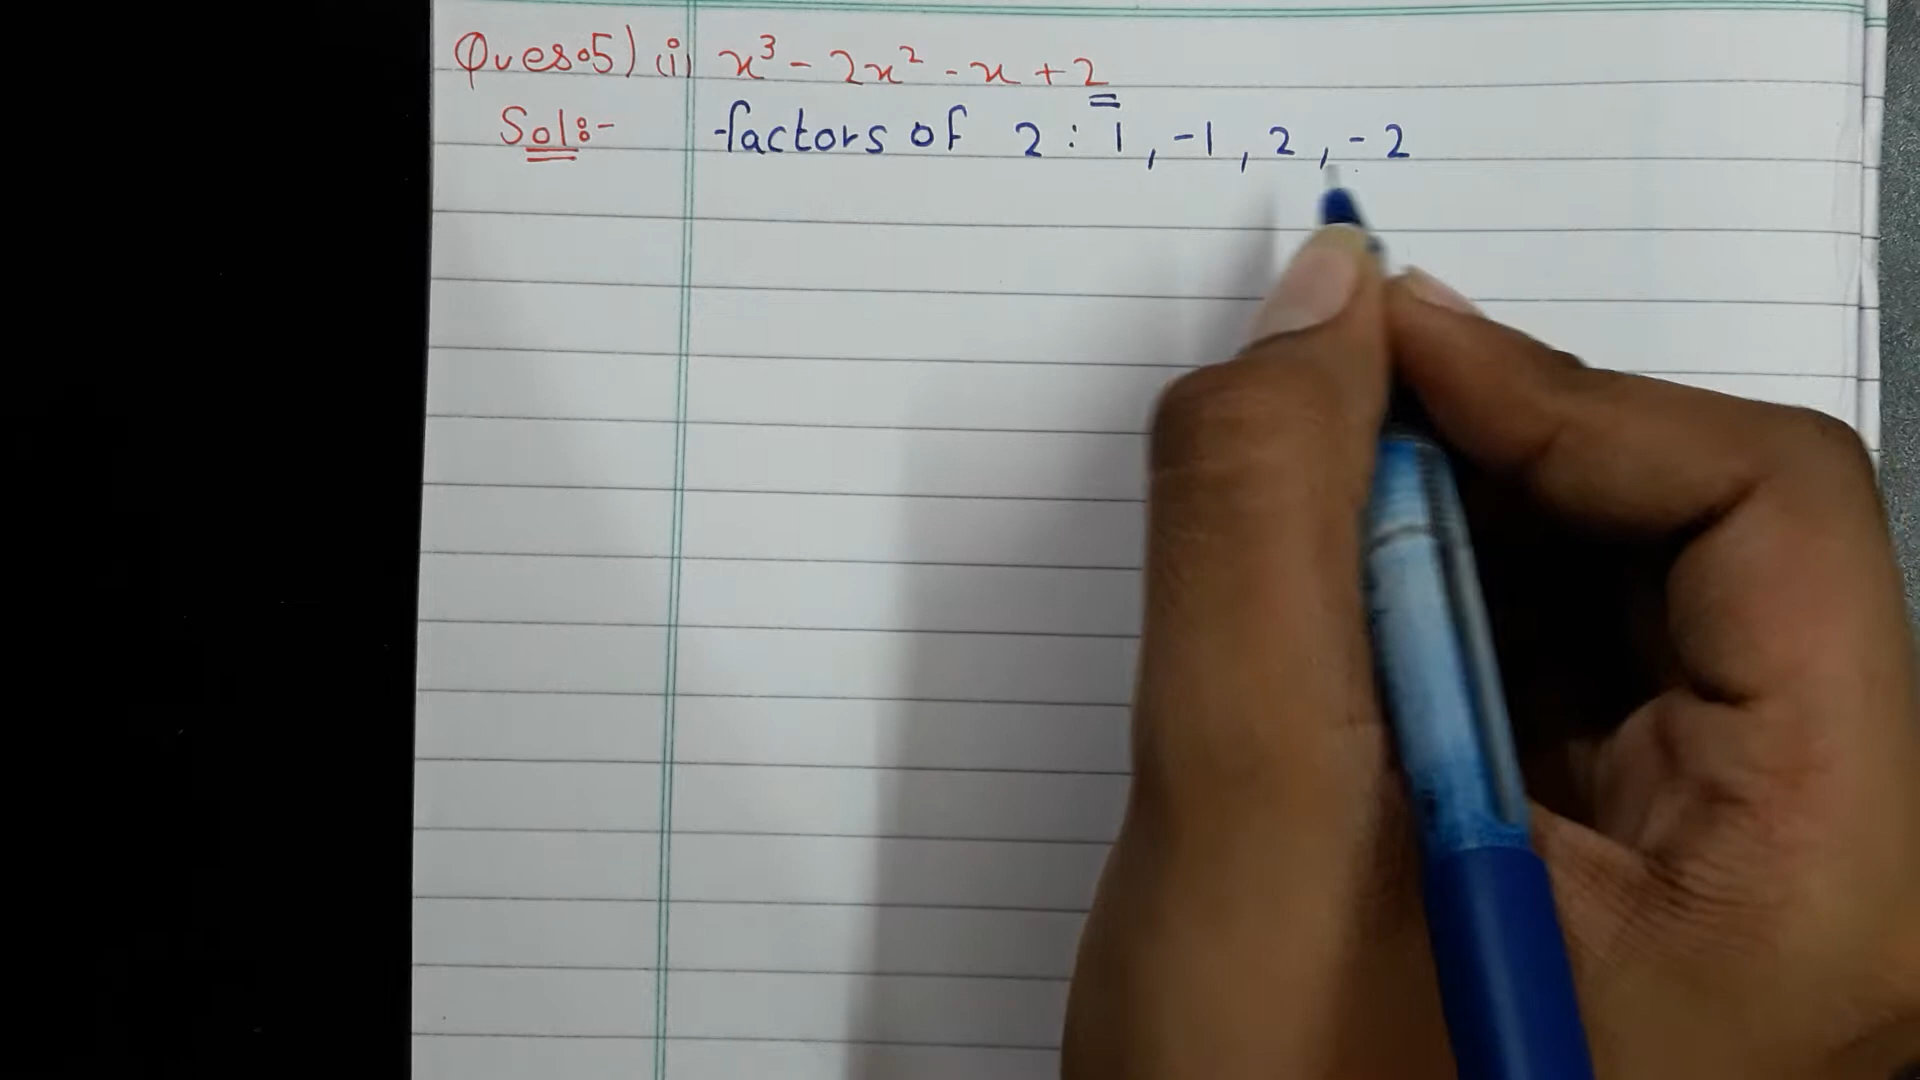 Ques.5) (i) x³ - 2x² - x + 2
Sol:- factors of 2 : 1, -1, 2, -2